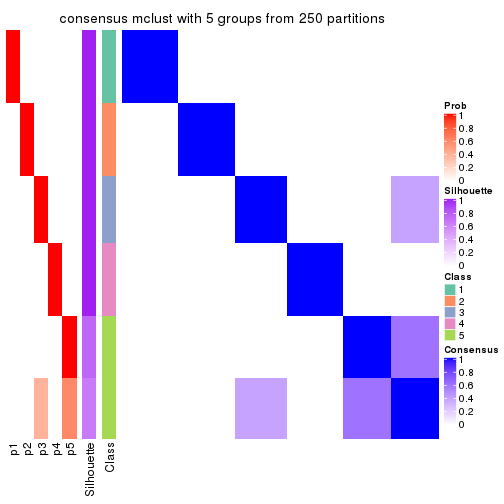 consensus mclust with 5 groups from 250 partitions
p1
p2
p3
p4
p5
Silhouette
Class
Prob
1
0.8
0.6
0.4
0.2
0
Silhouette
1
0.8
0.6
0.4
0.2
0
Class
1
2
3
4
5
Consensus
1
0.8
0.6
0.4
0.2
0